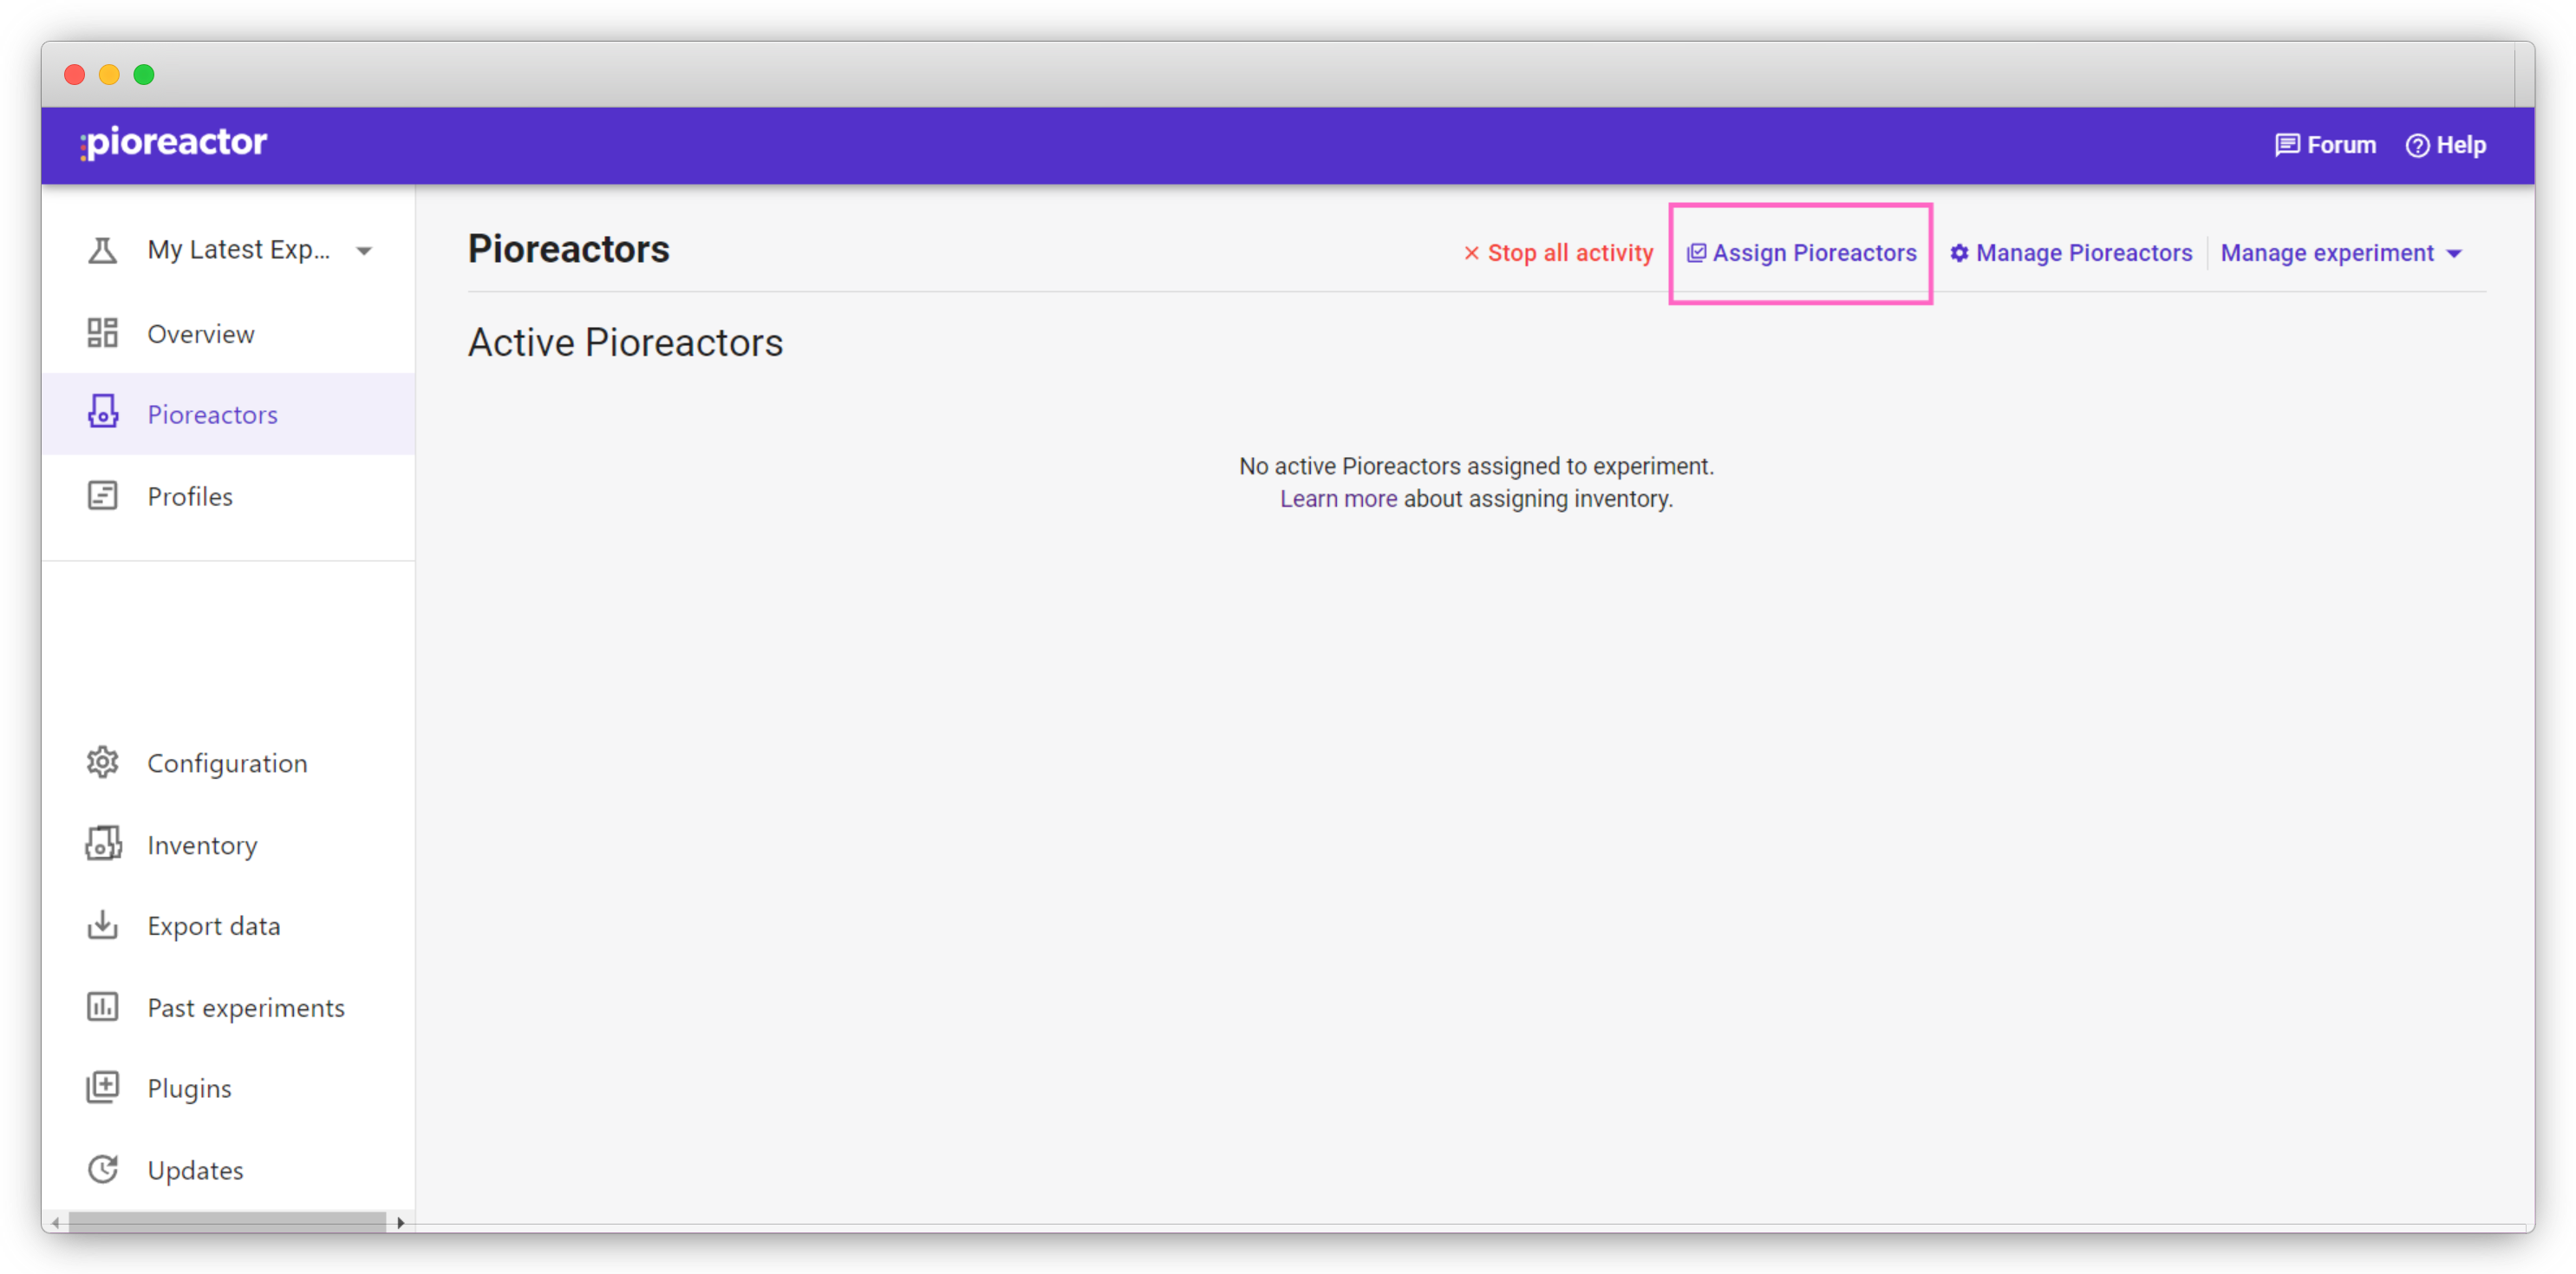 pioreactor
Forum
Help
My Latest Exp...
Overview
Pioreactors
Profiles
Configuration
Inventory
Export data
Past experiments
Plugins
Updates
Pioreactors
Stop all activity
Assign Pioreactors
Manage Pioreactors
Manage experiment
Active Pioreactors
No active Pioreactors assigned to experiment.
Learn more about assigning inventory.